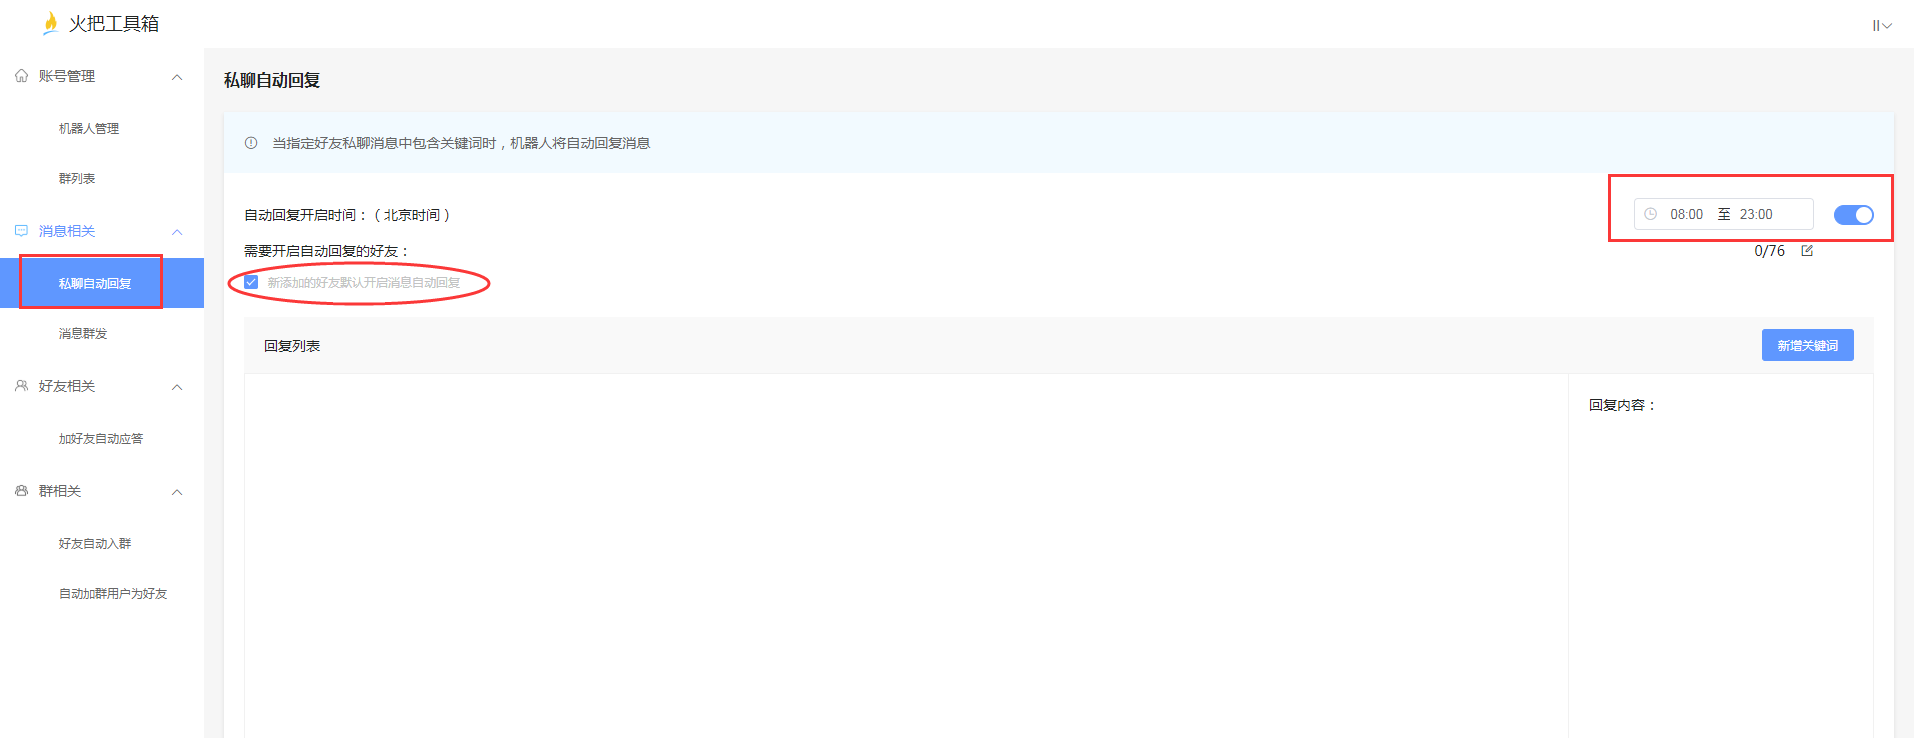 火把工具箱
账号管理
机器人管理
群列表
消息相关
私聊自动回复
消息群发
好友相关
加好友自动应答
群相关
好友自动入群
自动加群用户为好友
私聊自动回复
当指定好友私聊消息中包含关键词时，机器人将自动回复消息
自动回复开启时间：（北京时间）
08:00 至 23:00
需要开启自动回复的好友：
0/76
新添加的好友默认开启消息自动回复
回复列表
新增关键词
回复内容：